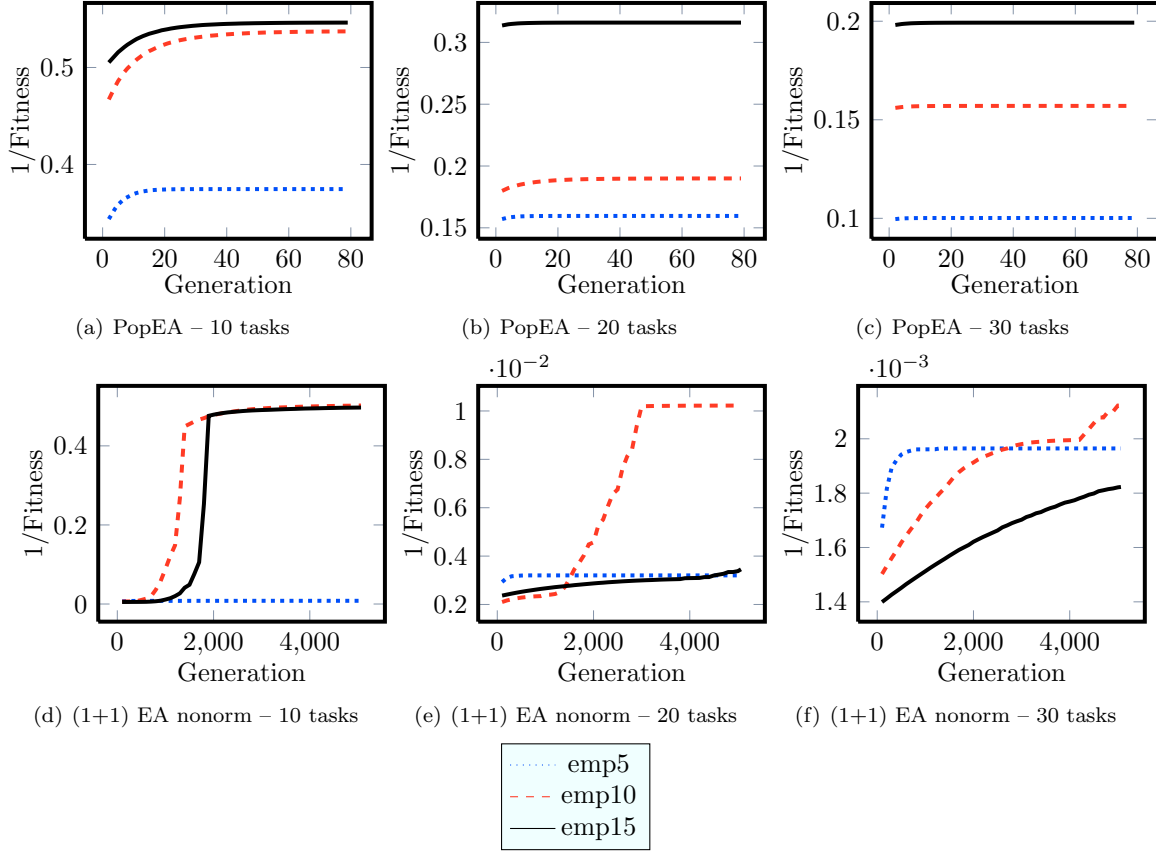 0.5
0.4
1/Fitness
0 20 40 60 80
Generation
(a) PopEA – 10 tasks
0.3
0.25
0.2
0.15
1/Fitness
0 20 40 60 80
Generation
(b) PopEA – 20 tasks
0.2
0.15
0.1
1/Fitness
0 20 40 60 80
Generation
(c) PopEA – 30 tasks
0.4
0.2
0
1/Fitness
0 2,000 4,000
Generation
(d) (1+1) EA nonorm – 10 tasks
·10−2
1
0.8
0.6
0.4
0.2
1/Fitness
0 2,000 4,000
Generation
(e) (1+1) EA nonorm – 20 tasks
·10−3
2
1.8
1.6
1.4
1/Fitness
0 2,000 4,000
Generation
(f) (1+1) EA nonorm – 30 tasks
emp5
emp10
emp15